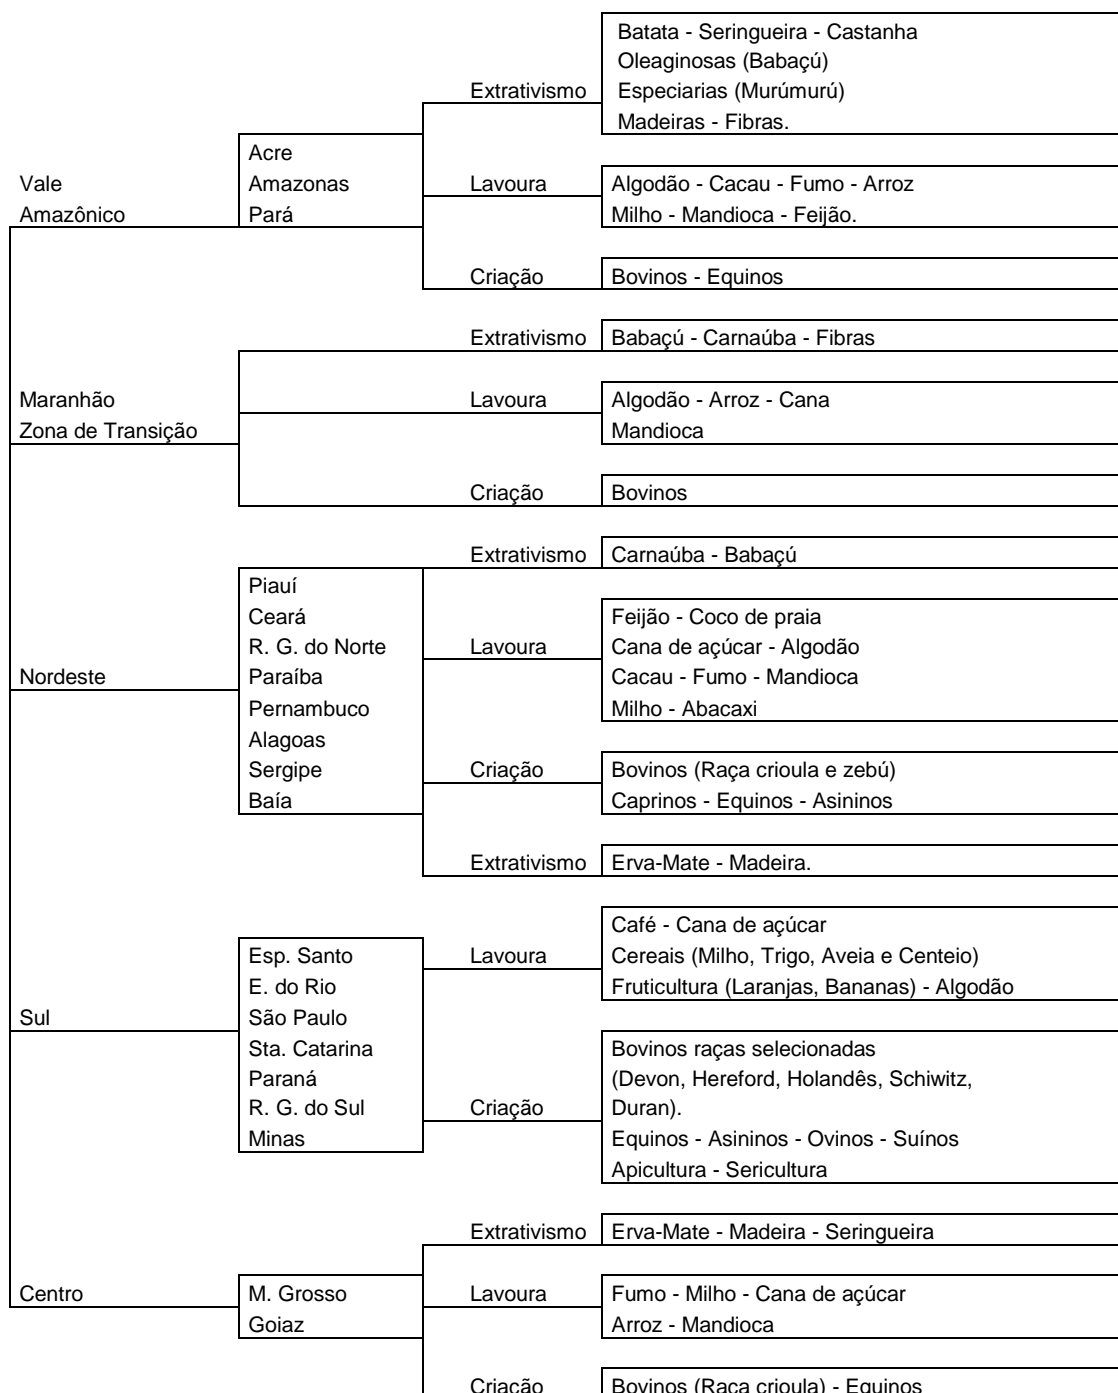 Batata - Seringueira - Castanha
Oleaginosas (Babaçú)
Extrativismo
Especiarias (Murúmurú)
Madeiras - Fibras.
Vale
Amazônico
Acre
Amazonas
Pará
Lavoura
Algodão - Cacau - Fumo - Arroz
Milho - Mandioca - Feijão.
Criação
Bovinos - Equinos
Extrativismo
Babaçú - Carnaúba - Fibras
Maranhão
Zona de Transição
Lavoura
Algodão - Arroz - Cana
Mandioca
Criação
Bovinos
Extrativismo
Carnaúba - Babaçú
Nordeste
Piauí
Ceará
R. G. do Norte
Paraíba
Pernambuco
Alagoas
Sergipe
Baía
Lavoura
Feijão - Coco de praia
Cana de açúcar - Algodão
Cacau - Fumo - Mandioca
Milho - Abacaxi
Criação
Bovinos (Raça crioula e zebú)
Caprinos - Equinos - Asininos
Extrativismo
Erva-Mate - Madeira.
Sul
Esp. Santo
E. do Rio
São Paulo
Sta. Catarina
Paraná
R. G. do Sul
Minas
Lavoura
Café - Cana de açúcar
Cereais (Milho, Trigo, Aveia e Centeio)
Fruticultura (Laranjas, Bananas) - Algodão
Criação
Bovinos raças selecionadas
(Devon, Hereford, Holandês, Schiwitz,
Duran).
Equinos - Asininos - Ovinos - Suínos
Apicultura - Sericultura
Extrativismo
Erva-Mate - Madeira - Seringueira
Centro
M. Grosso
Goiaz
Lavoura
Fumo - Milho - Cana de açúcar
Arroz - Mandioca
Criação
Bovinos (Raça crioula) - Equinos